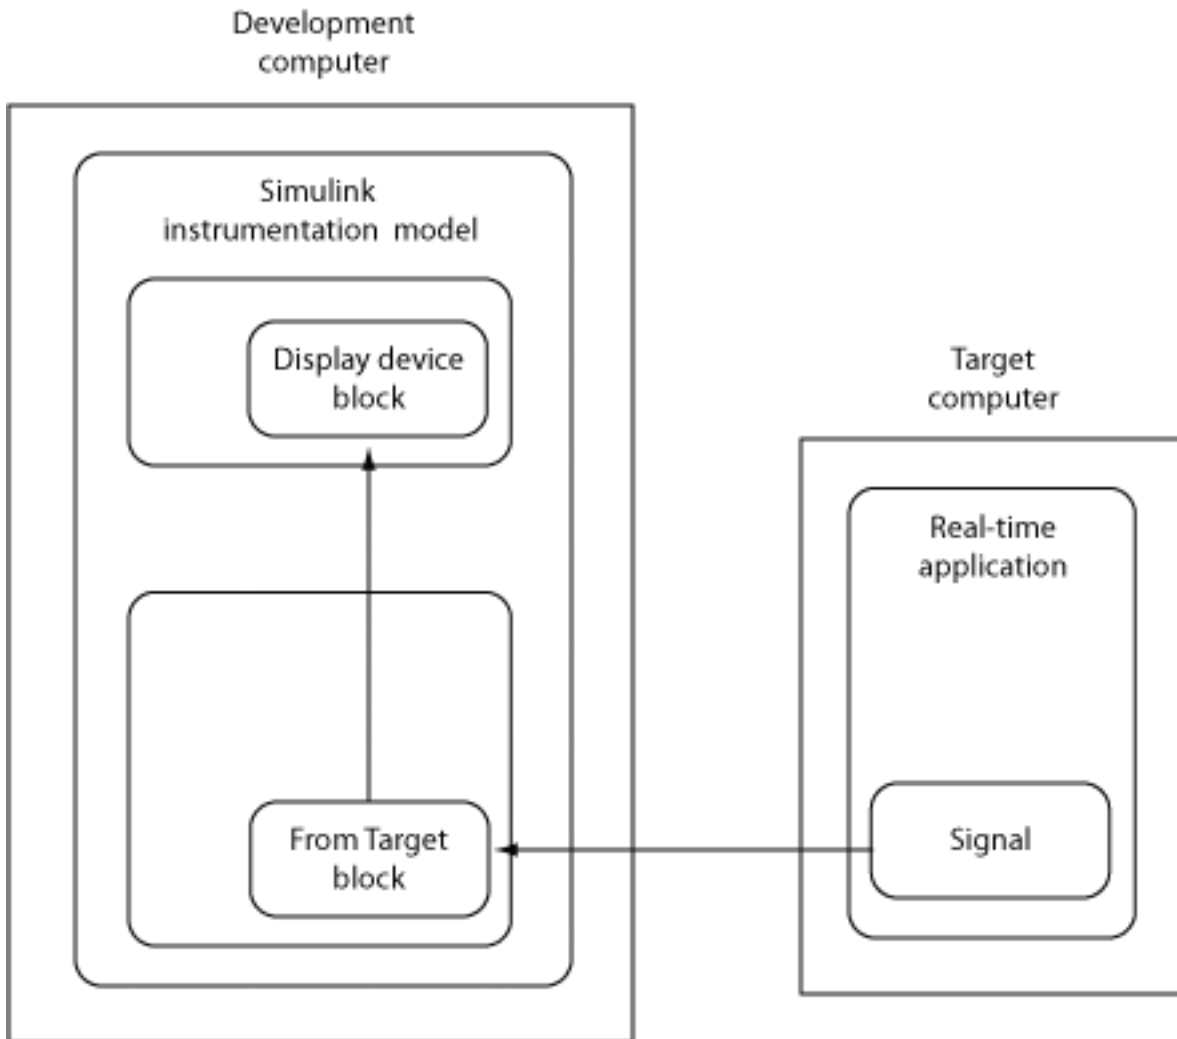 Development
computer
Simulink
instrumentation model
Display device
block
From Target
block
Target
computer
Real-time
application
Signal